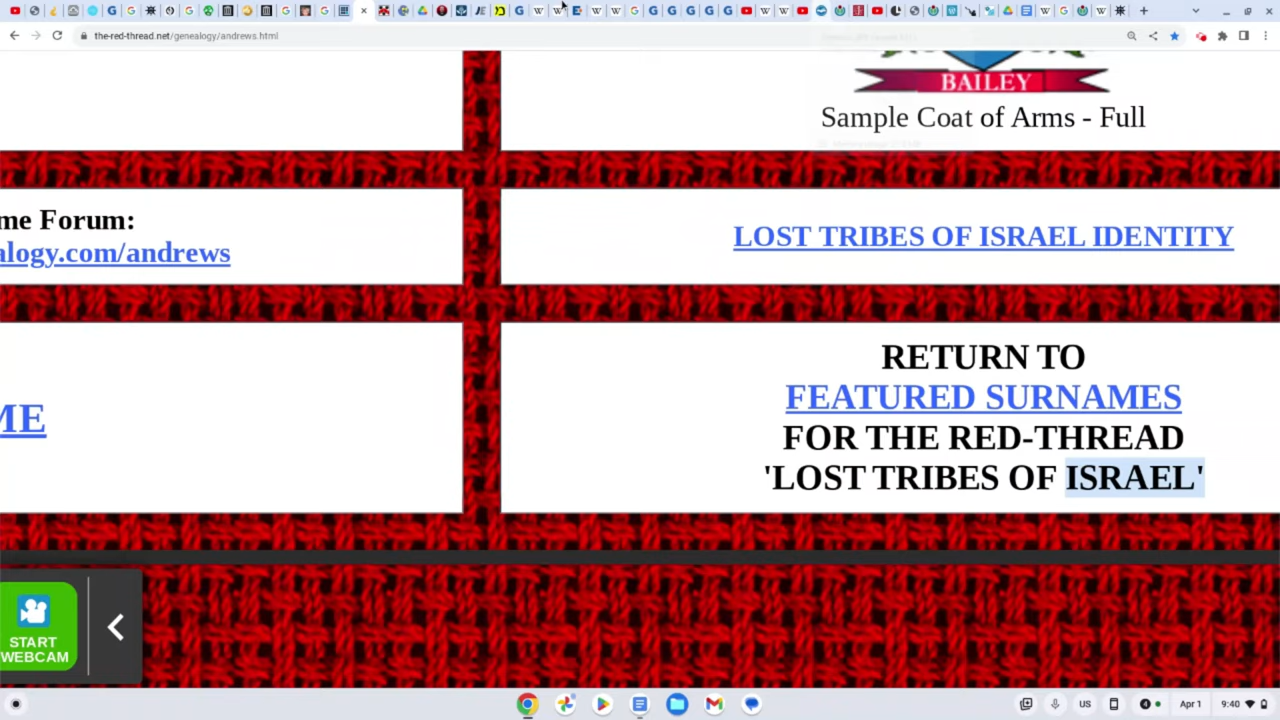 the-red-thread.net/genealogy/andrews.html
BAILEY
Sample Coat of Arms - Full
me Forum:
alogy.com/andrews
LOST TRIBES OF ISRAEL IDENTITY
RETURN TO
FEATURED SURNAMES
FOR THE RED-THREAD
'LOST TRIBES OF ISRAEL'
ME
START
WEBCAM
US
4
Apr 1
9:40